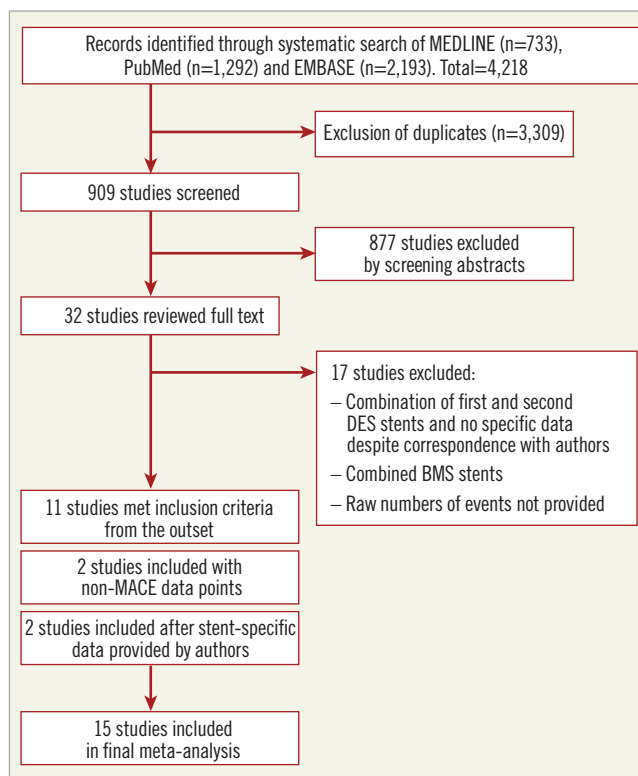 Records identified through systematic search of MEDLINE (n=733),
PubMed (n=1,292) and EMBASE (n=2,193). Total=4,218
Exclusion of duplicates (n=3,309)
909 studies screened
877 studies excluded
by screening abstracts
32 studies reviewed full text
17 studies excluded:
– Combination of first and second
DES stents and no specific data
despite correspondence with authors
– Combined BMS stents
– Raw numbers of events not provided
11 studies met inclusion criteria
from the outset
2 studies included with
non-MACE data points
2 studies included after stent-specific
data provided by authors
15 studies included
in final meta-analysis